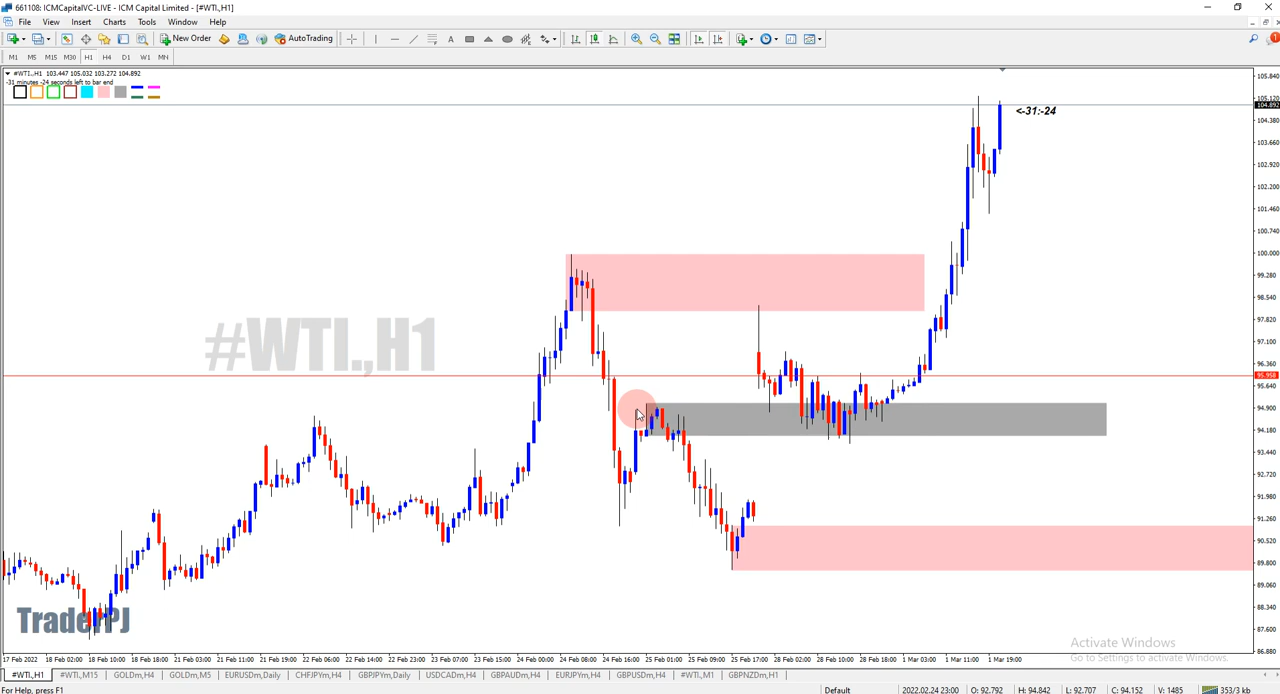 661108: ICMCapitalVC-LIVE - ICM Capital Limited - [#WTI.,H1]
File View Insert Charts Tools Window Help
New Order AutoTrading
M1 M5 M15 M30 H1 H4 D1 W1 MN
#WTI.,H1 103.447 105.032 103.272 104.892
-31 minutes -24 seconds left to bar end
<-31:-24
#WTI.,H1
TraderPJ
105.840
105.120
104.892
104.380
103.660
102.920
102.200
101.460
100.740
100.000
99.280
98.540
97.820
97.100
96.360
95.958
95.640
94.900
94.180
93.440
92.720
91.980
91.260
90.520
89.800
89.060
88.340
87.600
86.880
Activate Windows
Go to Settings to activate Windows.
17 Feb 2022 18 Feb 02:00 18 Feb 10:00 18 Feb 18:00 21 Feb 03:00 21 Feb 11:00 21 Feb 19:00 22 Feb 06:00 22 Feb 14:00 22 Feb 23:00 23 Feb 07:00 23 Feb 15:00 24 Feb 00:00 24 Feb 08:00 24 Feb 16:00 25 Feb 01:00 25 Feb 09:00 25 Feb 17:00 28 Feb 02:00 28 Feb 10:00 28 Feb 18:00 1 Mar 03:00 1 Mar 11:00 1 Mar 19:00
#WTI.,H1 #WTI.,M15 GOLDm,H4 GOLDm,M5 EURUSDm,Daily CHFJPYm,H4 GBPJPYm,Daily USDCADm,H4 GBPAUDm,H4 EURJPYm,H4 GBPUSDm,H4 #WTI.,M1 GBPNZDm,H1
For Help, press F1 Default 2022.02.24 23:00 O: 92.792 H: 94.842 L: 92.707 C: 94.152 V: 1485 353/3 kb